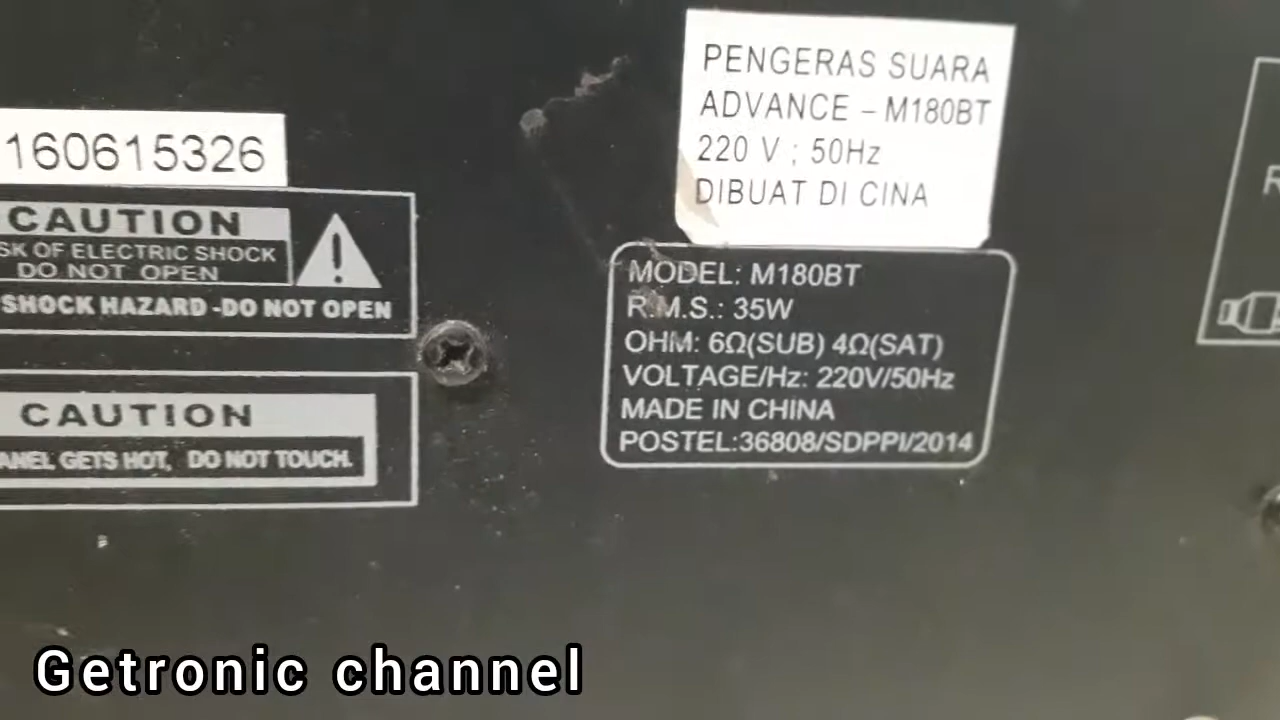 160615326
CAUTION
OF ELECTRIC SHOCK
DO NOT OPEN
SHOCK HAZARD -DO NOT OPEN
CAUTION
GETS HOT, DO NOT TOUCH.
PENGERAS SUARA
ADVANCE – M180BT
220 V ; 50Hz
DIBUAT DI CINA
MODEL: M180BT
R.M.S.: 35W
OHM: 6Ω(SUB) 4Ω(SAT)
VOLTAGE/Hz: 220V/50Hz
MADE IN CHINA
POSTEL:36808/SDPPI/2014
Getronic channel